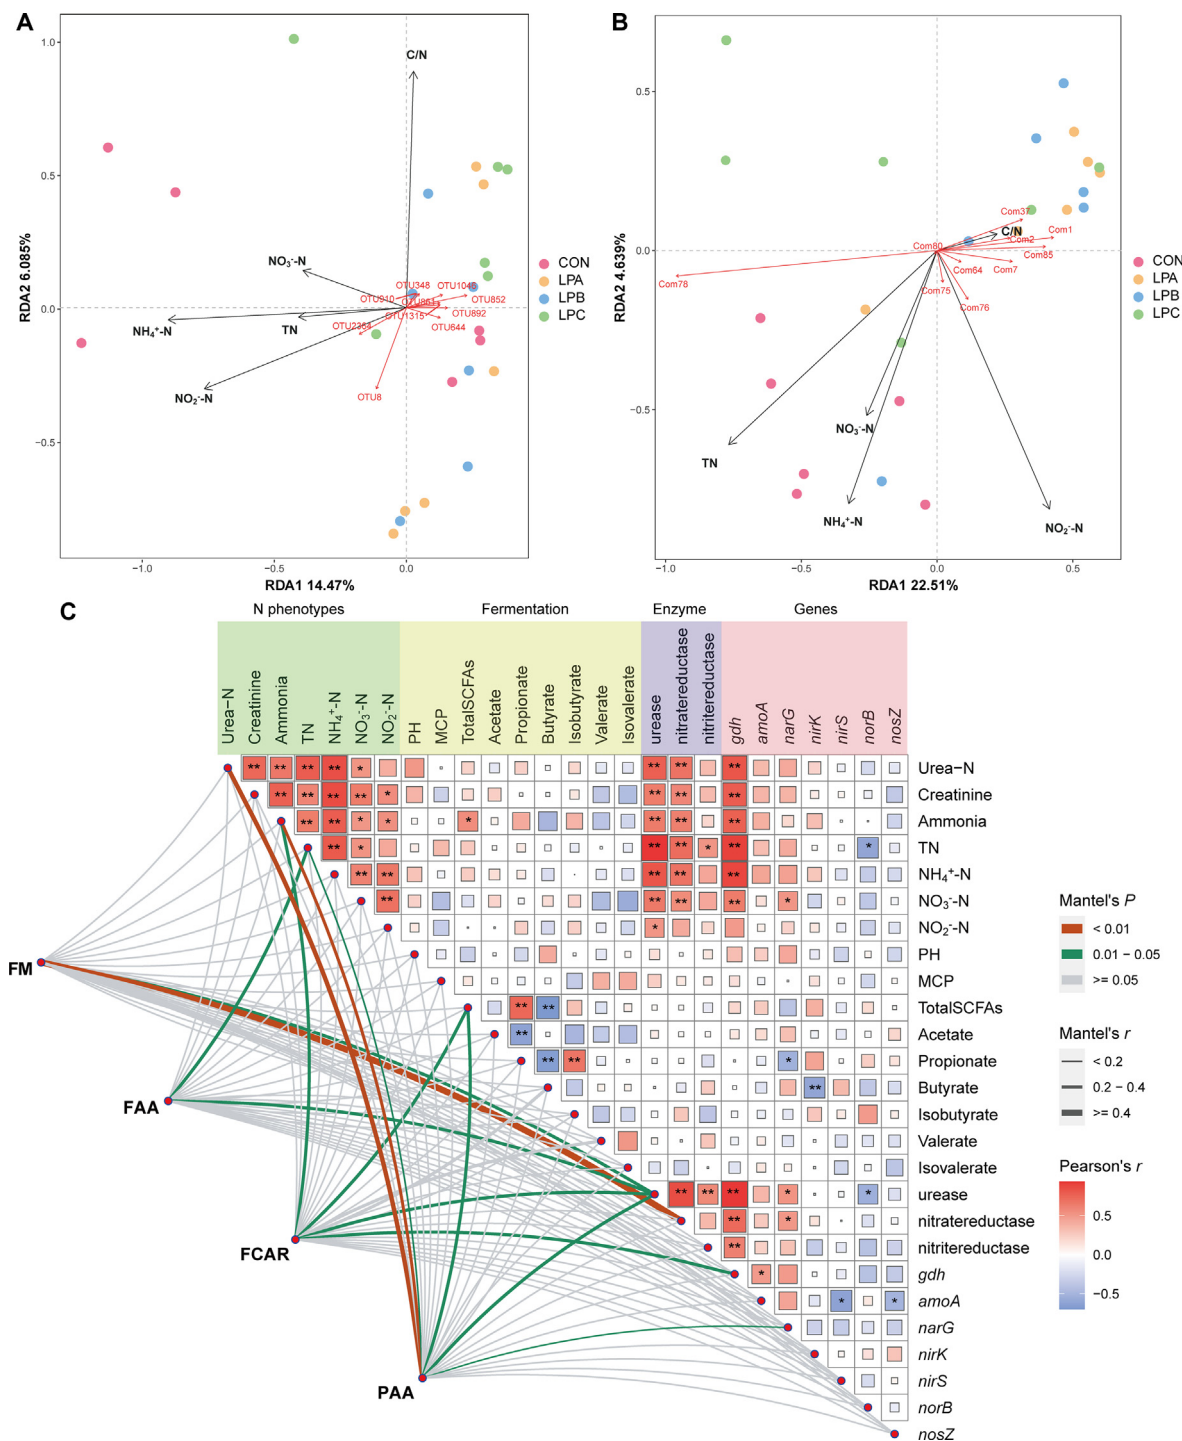 A
RDA2 6.085%
1.0
0.5
0.0
−0.5
−1.0
−0.5
0.0
RDA1 14.47%
C/N
NO₃⁻-N
NH₄⁺-N
TN
NO₂⁻-N
OTU348
OTU1046
OTU910
OTU861
OTU852
OTU1315
OTU892
OTU2364
OTU644
OTU8
CON
LPA
LPB
LPC
B
RDA2 4.639%
0.5
0.0
−0.5
−1.0
−0.5
0.0
0.5
RDA1 22.51%
Com37
C/N
Com1
Com2
Com80
Com85
Com64
Com7
Com78
Com75
Com76
NO₃⁻-N
TN
NH₄⁺-N
NO₂⁻-N
CON
LPA
LPB
LPC
C
N phenotypes
Fermentation
Enzyme
Genes
Urea−N
Creatinine
Ammonia
TN
NH₄⁺-N
NO₃⁻-N
NO₂⁻-N
PH
MCP
TotalSCFAs
Acetate
Propionate
Butyrate
Isobutyrate
Valerate
Isovalerate
urease
nitratereductase
nitritereductase
gdh
amoA
narG
nirK
nirS
norB
nosZ
** ** ** ** * ** ** ** Urea−N
** ** ** ** * ** ** ** Creatinine
** ** * * * ** ** ** Ammonia
** * ** ** * ** * TN
** ** ** ** ** NH₄⁺-N
** ** ** ** * NO₃⁻-N
* NO₂⁻-N
PH
MCP
** ** TotalSCFAs
** Acetate
** ** * Propionate
** Butyrate
Isobutyrate
Valerate
Isovalerate
** ** ** * * urease
** * nitratereductase
** nitritereductase
* gdh
* * amoA
narG
nirK
nirS
norB
nosZ
FM
FAA
FCAR
PAA
Mantel's P
< 0.01
0.01 − 0.05
>= 0.05
Mantel's r
< 0.2
0.2 − 0.4
>= 0.4
Pearson's r
0.5
0.0
−0.5